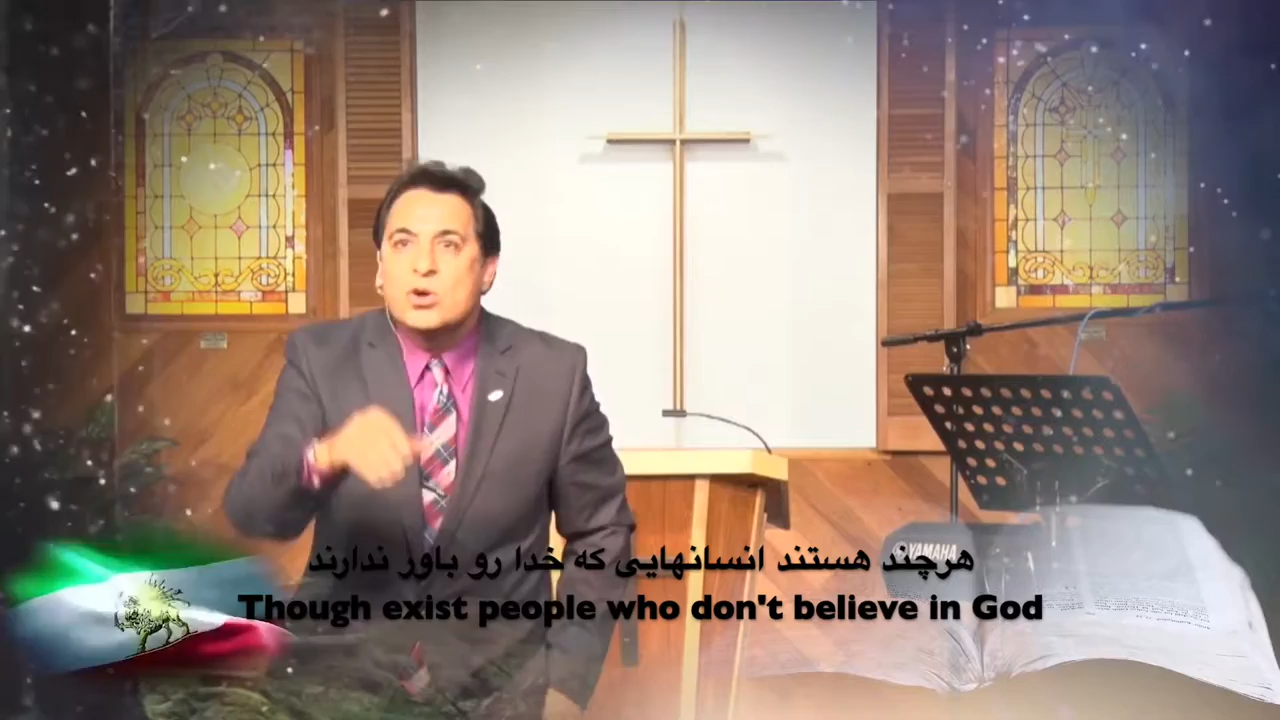 هرچند هستند انسانهایی که خدا رو باور ندارند
YAMAHA
Though exist people who don't believe in God